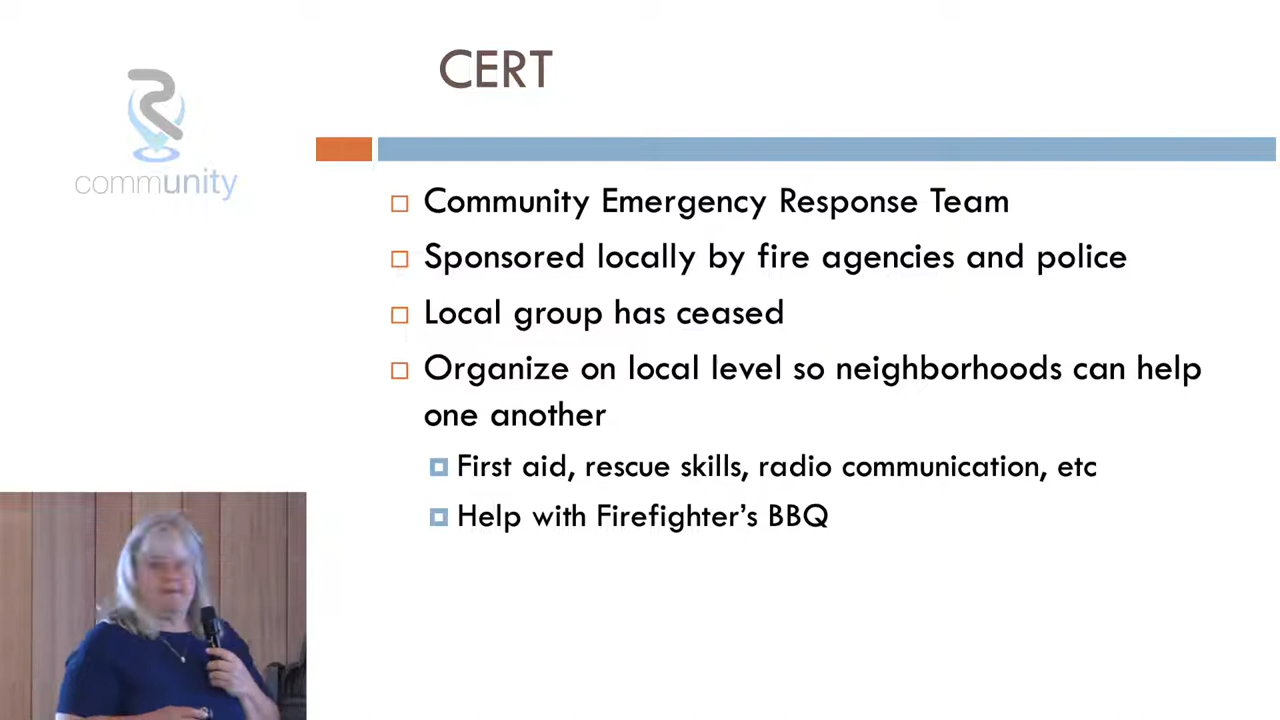 CERT
community
Community Emergency Response Team
Sponsored locally by fire agencies and police
Local group has ceased
Organize on local level so neighborhoods can help
one another
First aid, rescue skills, radio communication, etc
Help with Firefighter’s BBQ